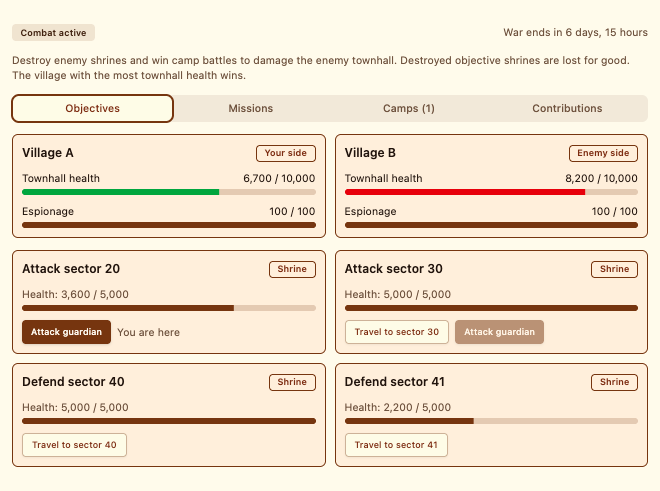 Combat active
War ends in 6 days, 15 hours
Destroy enemy shrines and win camp battles to damage the enemy townhall. Destroyed objective shrines are lost for good.
The village with the most townhall health wins.
Objectives
Missions
Camps (1)
Contributions
Village A
Your side
Townhall health
6,700 / 10,000
Espionage
100 / 100
Village B
Enemy side
Townhall health
8,200 / 10,000
Espionage
100 / 100
Attack sector 20
Shrine
Health: 3,600 / 5,000
Attack guardian
You are here
Attack sector 30
Shrine
Health: 5,000 / 5,000
Travel to sector 30
Attack guardian
Defend sector 40
Shrine
Health: 5,000 / 5,000
Travel to sector 40
Defend sector 41
Shrine
Health: 2,200 / 5,000
Travel to sector 41